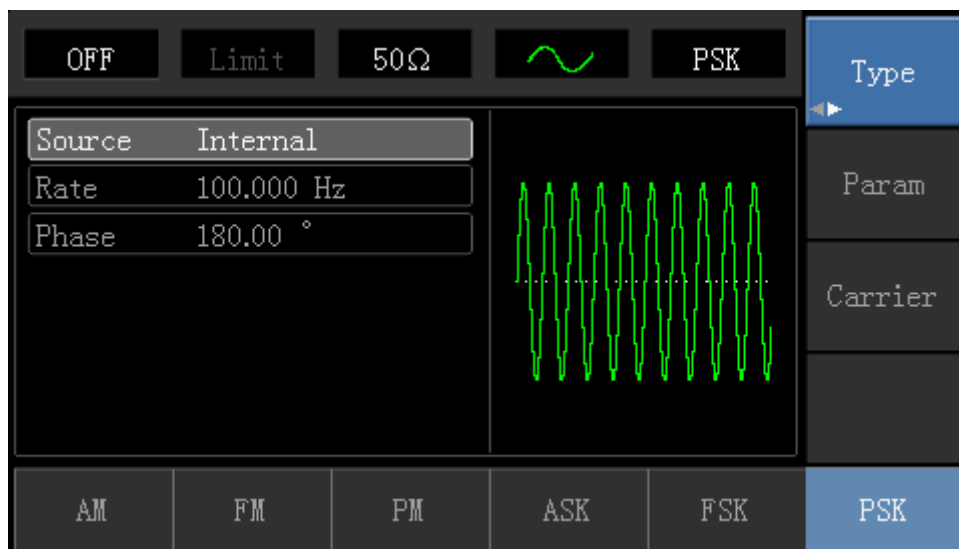 OFF Limit 50Ω PSK Type
Source Internal
Rate 100.000 Hz
Phase 180.00 °
Param
Carrier
AM FM PM ASK FSK PSK